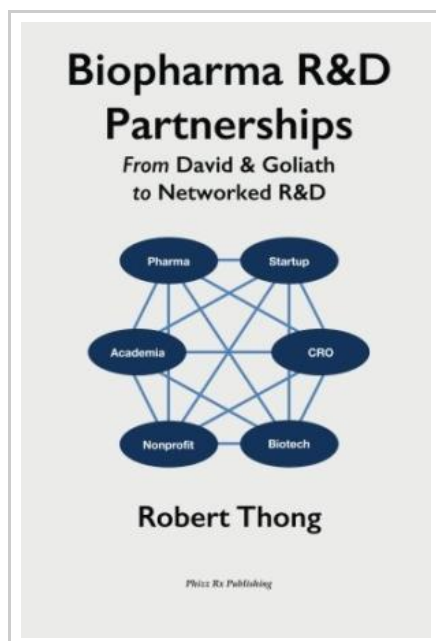 Biopharma R&D
Partnerships
From David & Goliath
to Networked R&D
Pharma
Startup
Academia
CRO
Nonprofit
Biotech
Robert Thong
Phizz Rx Publishing